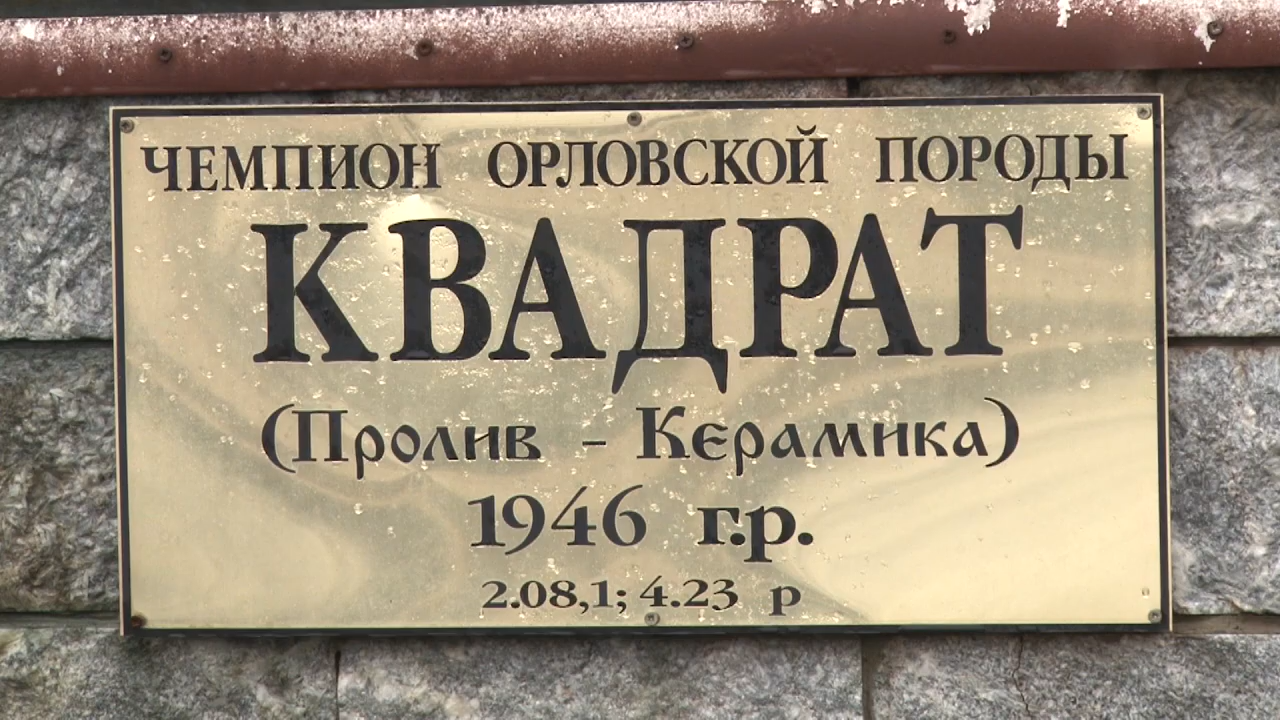 ЧЕМПИОН ОРЛОВСКОЙ ПОРОДЫ
КВАДРАТ
(Пролив - Керамика)
1946 г.р.
2.08,1; 4.23 р